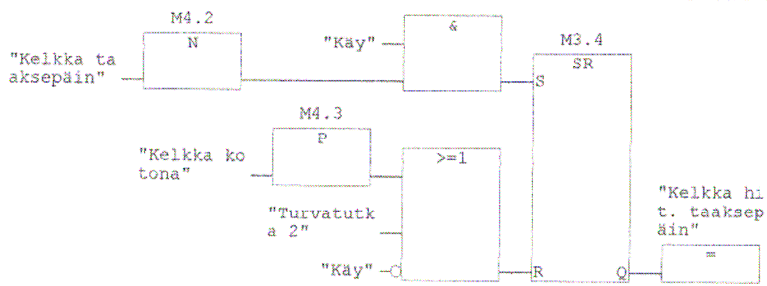 M4.2
N
"Kelkka ta
aksepäin"
"Käy"
&
M3.4
SR
S
M4.3
P
"Kelkka ko
tona"
>=1
"Turvatutk
a 2"
"Käy"
R
Q
"Kelkka hi
t. taaksep
äin"
=